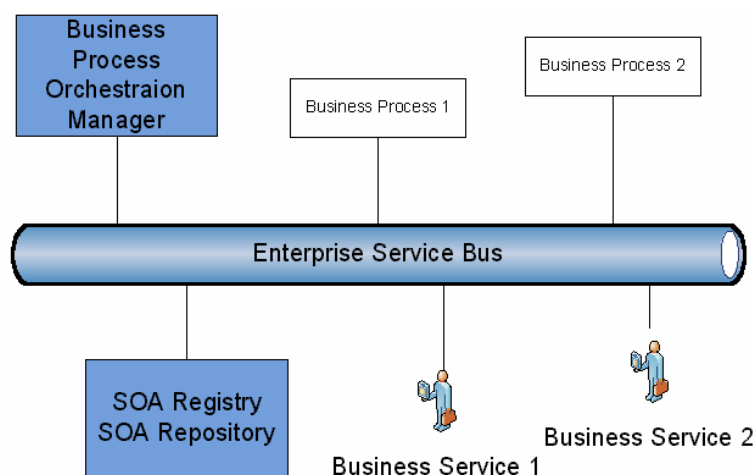 Business
Process
Orchestraion
Manager
Business Process 1
Business Process 2
Enterprise Service Bus
SOA Registry
SOA Repository
Business Service 1
Business Service 2